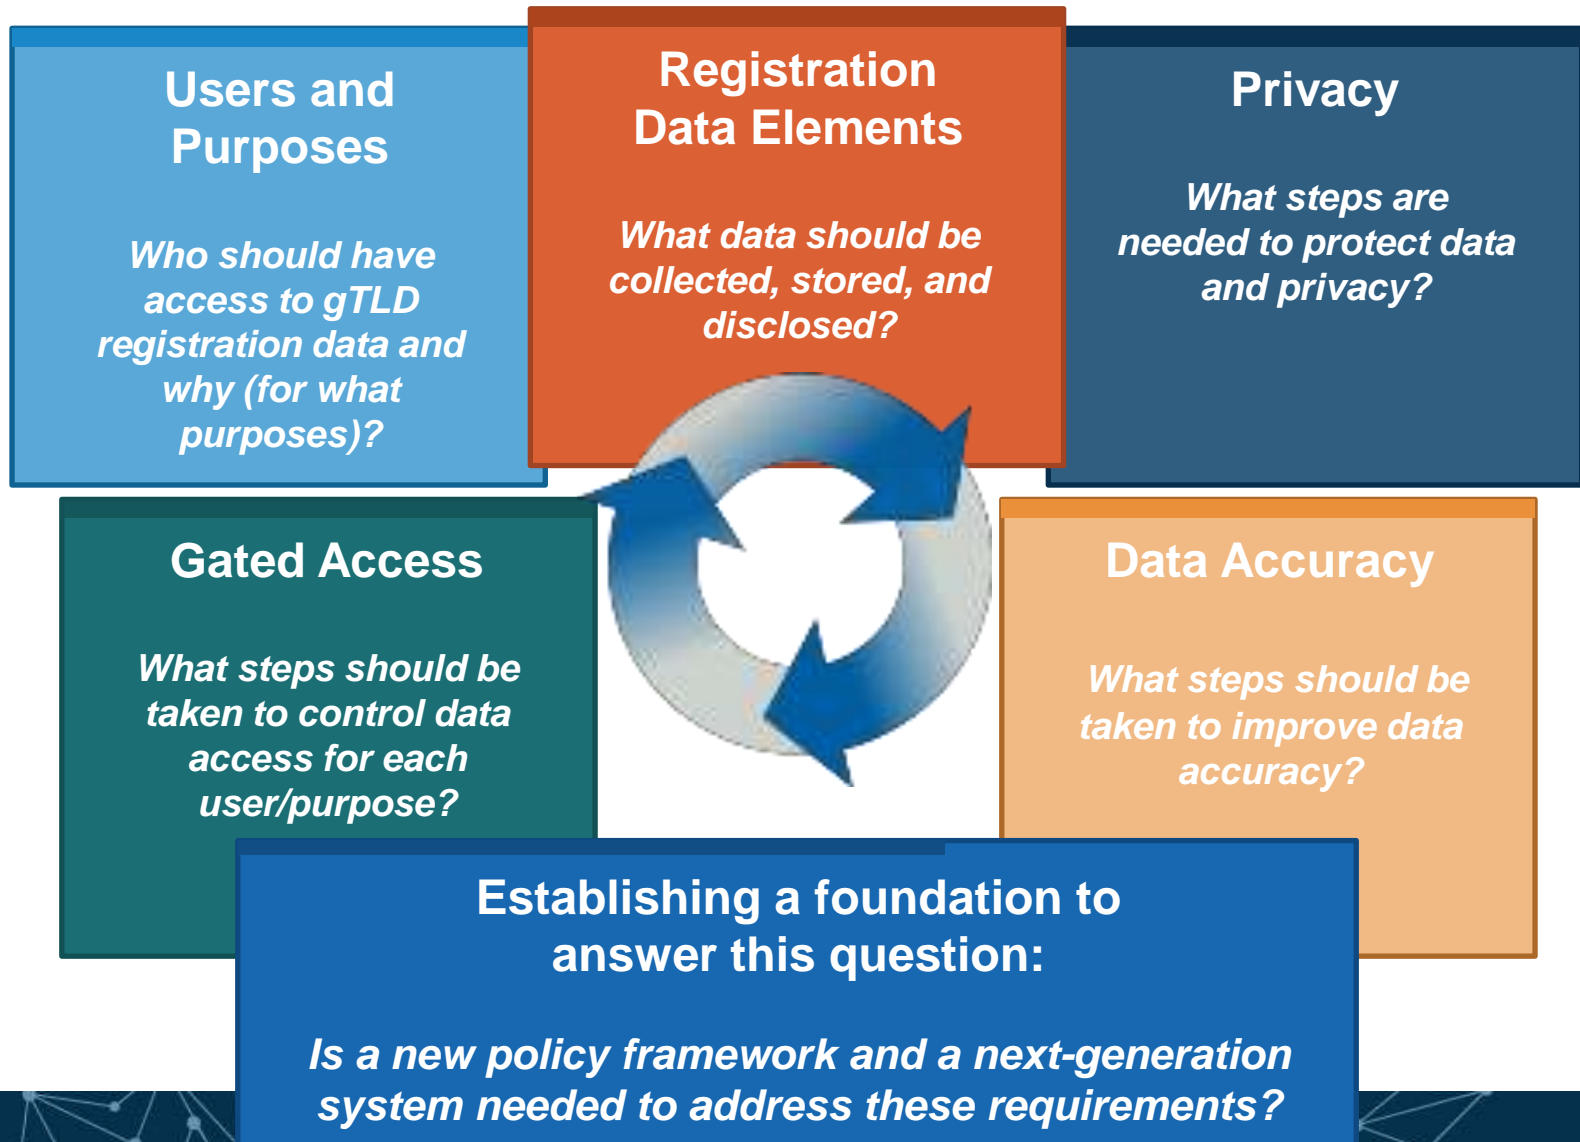 Users and
Purposes
Who should have
access to gTLD
registration data and
why (for what
purposes)?
Registration
Data Elements
What data should be
collected, stored, and
disclosed?
Privacy
What steps are
needed to protect data
and privacy?
Gated Access
What steps should be
taken to control data
access for each
user/purpose?
Data Accuracy
What steps should be
taken to improve data
accuracy?
Establishing a foundation to
answer this question:
Is a new policy framework and a next-generation
system needed to address these requirements?